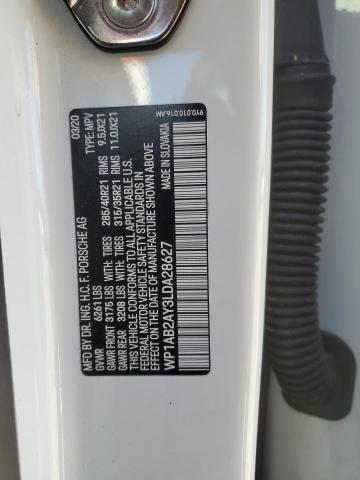 MFD BY DR. ING. H.C. F. PORSCHE AG 03/20
GVWR 6261 LBS TYPE: MPV
GAWR FRONT 3175 LBS WITH: TIRES 285/40R21 RIMS 9.5JX21
GAWR REAR 3208 LBS WITH: TIRES 315/35R21 RIMS 11.0JX21
THIS VEHICLE CONFORMS TO ALL APPLICABLE U.S.
FEDERAL MOTOR VEHICLE SAFETY STANDARDS IN
EFFECT ON THE DATE OF MANUFACTURE SHOWN ABOVE
WP1AB2AY3LDA28627 MADE IN SLOVAKIA
9Y0.010.016.AM